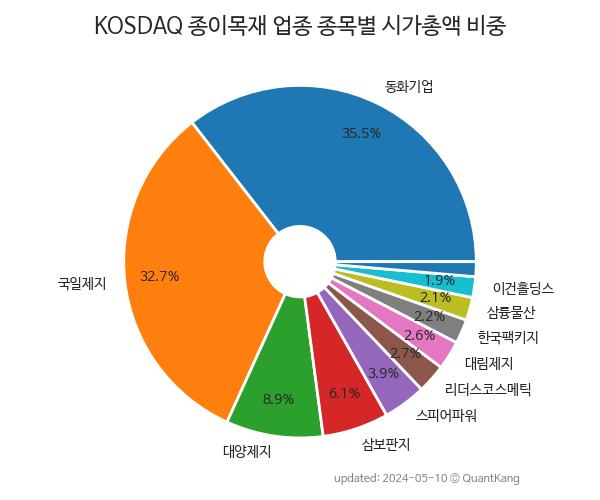 KOSDAQ 종이목재 업종 종목별 시가총액 비중
동화기업
35.5%
국일제지
32.7%
대양제지
8.9%
삼보판지
6.1%
스피어파워
3.9%
리더스코스메틱
2.7%
대림제지
2.6%
한국팩키지
2.2%
삼륭물산
2.1%
이건홀딩스
1.9%
updated: 2024-05-10 © QuantKang